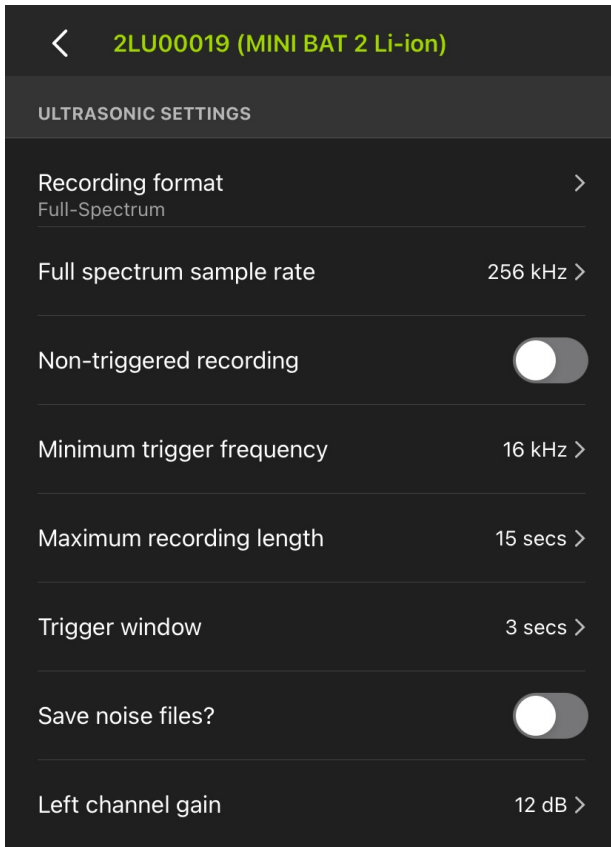 2LU00019 (MINI BAT 2 Li-ion)
ULTRASONIC SETTINGS
Recording format
Full-Spectrum
Full spectrum sample rate 256 kHz
Non-triggered recording
Minimum trigger frequency 16 kHz
Maximum recording length 15 secs
Trigger window 3 secs
Save noise files?
Left channel gain 12 dB